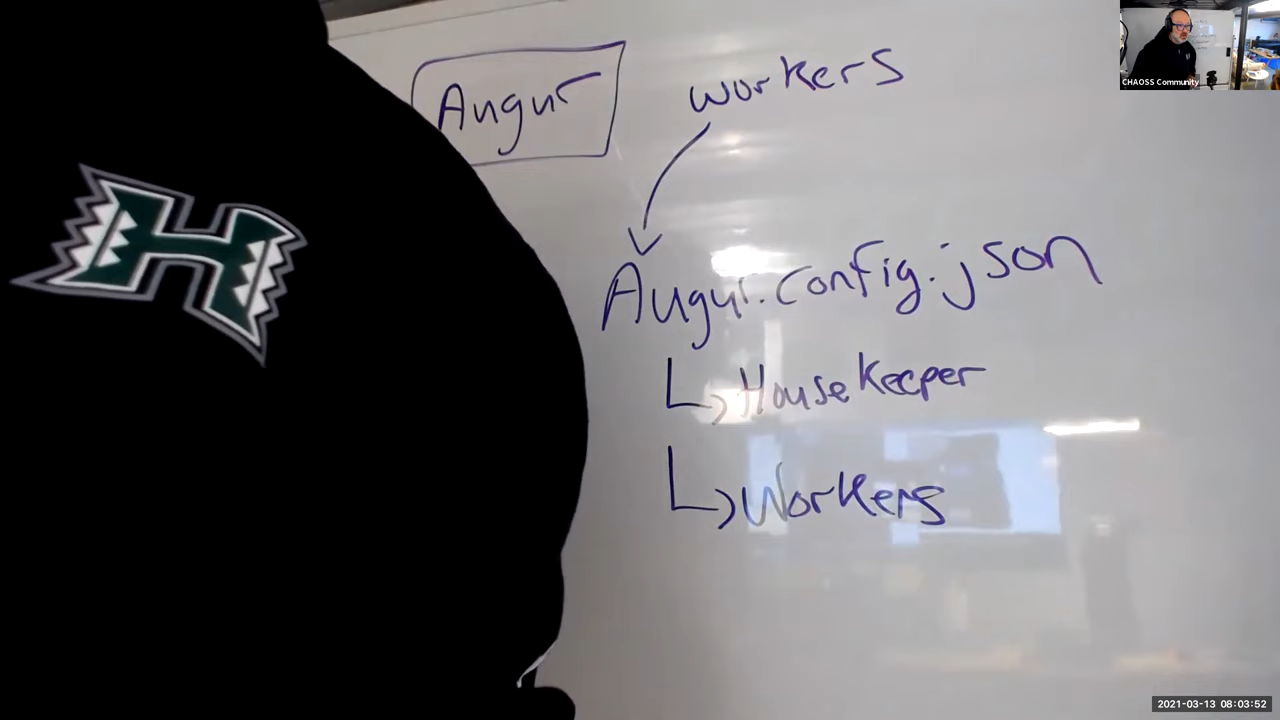 Augur
workers
Augur.config.json
HouseKeeper
Workers
H
CHAOSS Community
2021-03-13 08:03:52